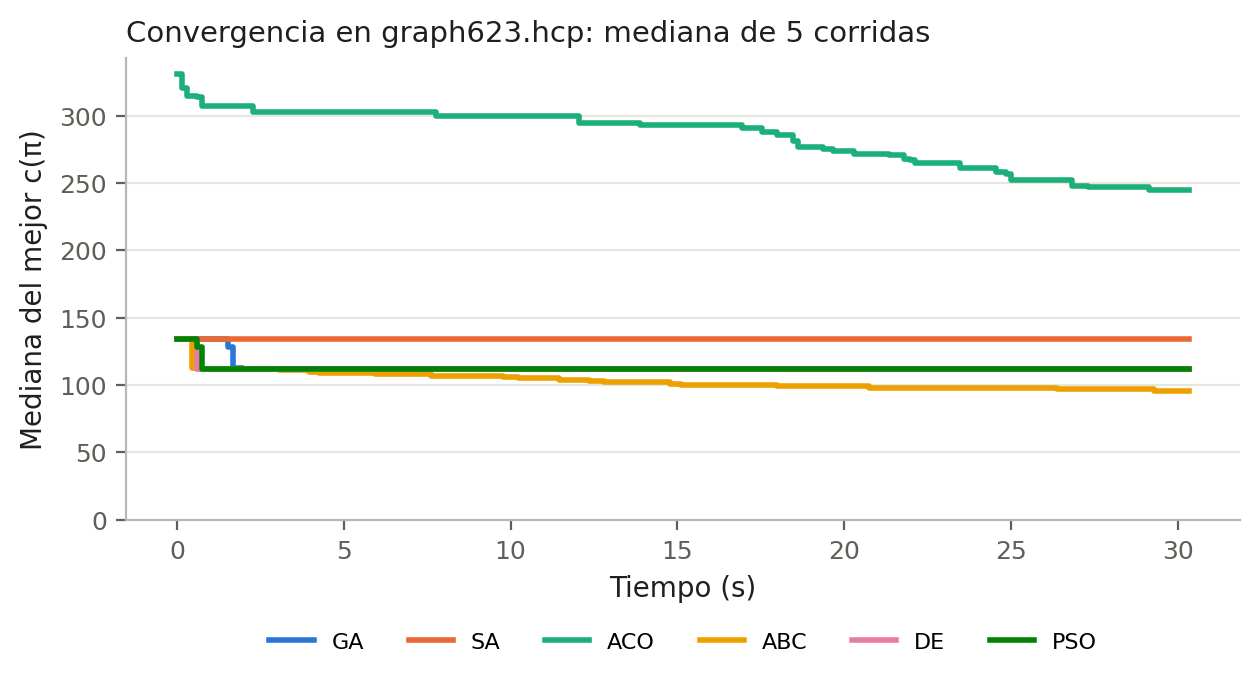 Convergencia en graph623.hcp: mediana de 5 corridas
Mediana del mejor c(π)
300
250
200
150
100
50
0
0 5 10 15 20 25 30
Tiempo (s)
GA SA ACO ABC DE PSO